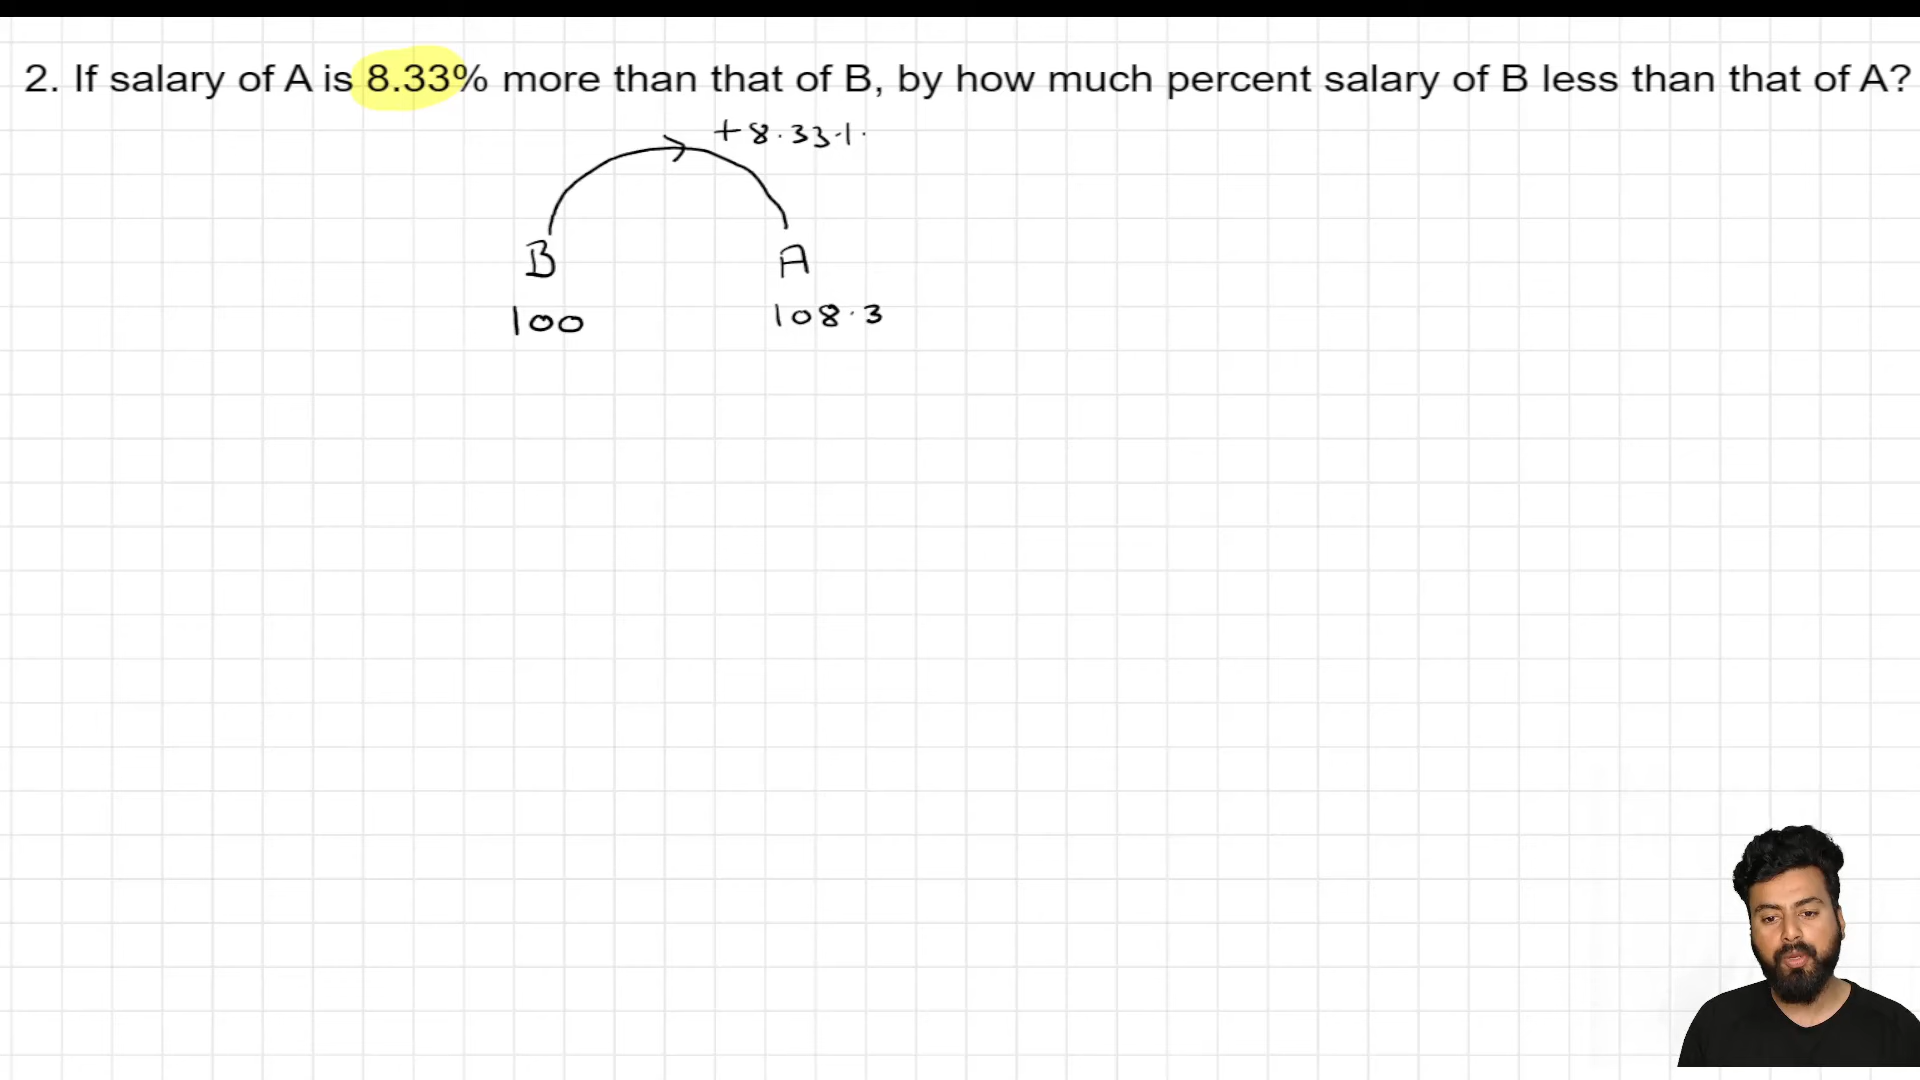 2. If salary of A is 8.33% more than that of B, by how much percent salary of B less than that of A?
+8.33%
B A
100 108.3